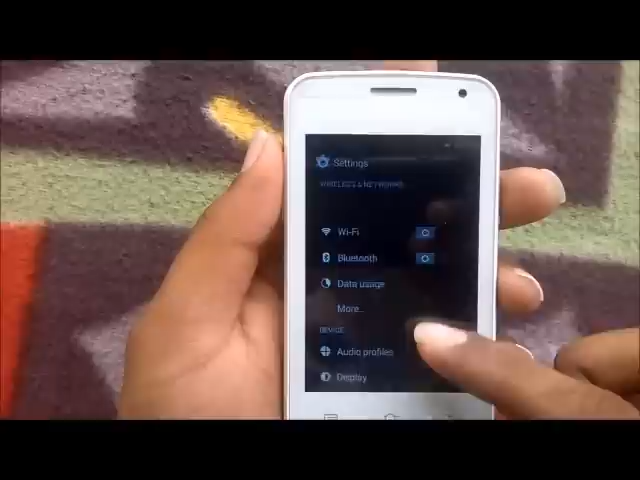 Settings
WIRELESS & NETWORKS
Wi-Fi
Bluetooth
Data usage
More...
DEVICE
Audio profiles
Display